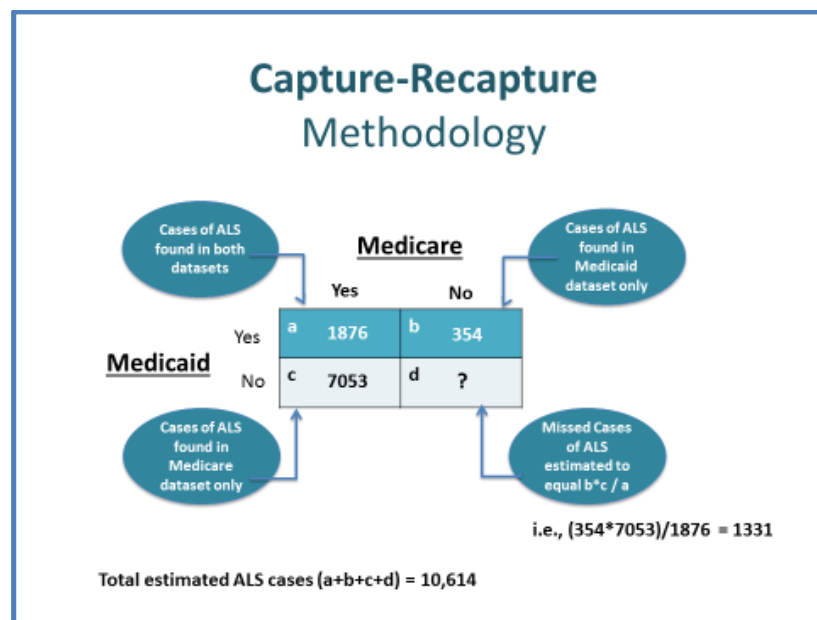 Capture-Recapture
Methodology
Cases of ALS
found in both
datasets
Medicare
Cases of ALS
found in
Medicaid
dataset only
Yes
No
Yes
a
1876
b
354
Medicaid
No
c
7053
d
?
Cases of ALS
found in
Medicare
dataset only
Missed Cases
of ALS
estimated to
equal b*c / a
i.e., (354*7053)/1876 = 1331
Total estimated ALS cases (a+b+c+d) = 10,614